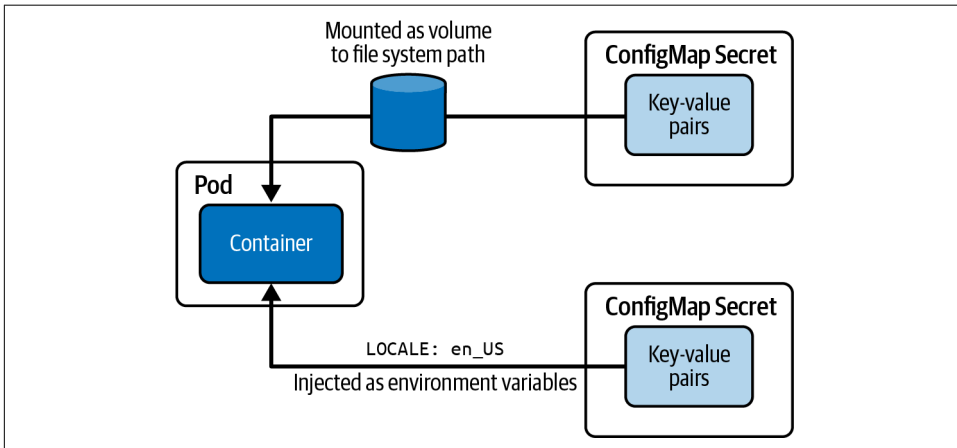 Mounted as volume
to file system path
ConfigMap Secret
Key-value
pairs
Pod
Container
ConfigMap Secret
Key-value
pairs
LOCALE: en_US
Injected as environment variables